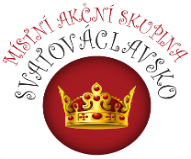 MÍSTNÍ AKČNÍ SKUPINA
SVATOVÁCLAVSKO